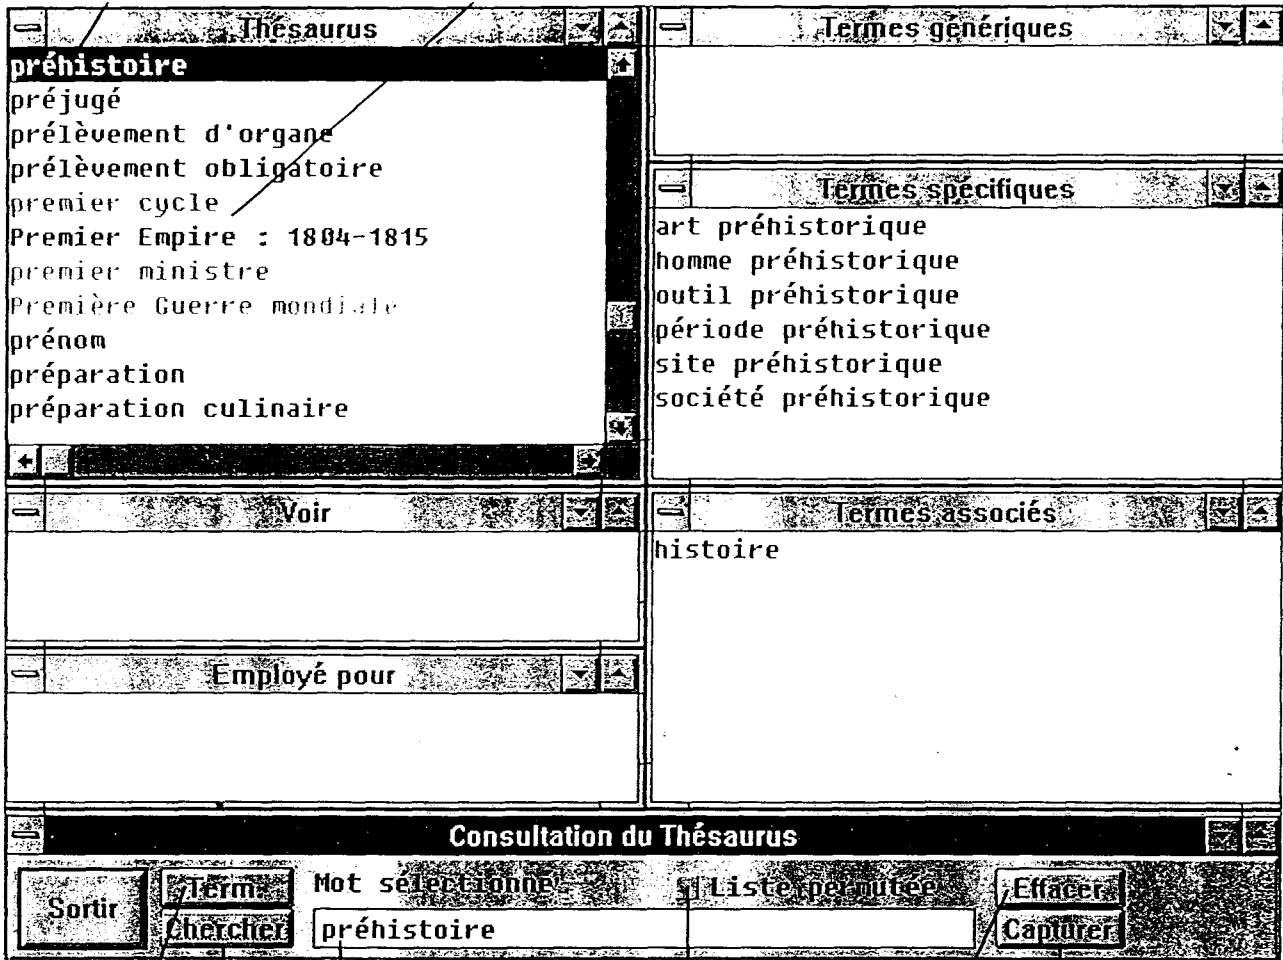 Thésaurus
préhistoire
préjugé
prélèvement d'organe
prélèvement obligatoire
premier cycle
Premier Empire : 1804-1815
premier ministre
Première Guerre mondiale
prénom
préparation
préparation culinaire
Termes génériques
Termes spécifiques
art préhistorique
homme préhistorique
outil préhistorique
période préhistorique
site préhistorique
société préhistorique
Voir
Termes associés
histoire
Employé pour
Consultation du Thésaurus
Sortir
Term
Chercher
Mot sélectionné
Liste permutée
préhistoire
Effacer
Capturer